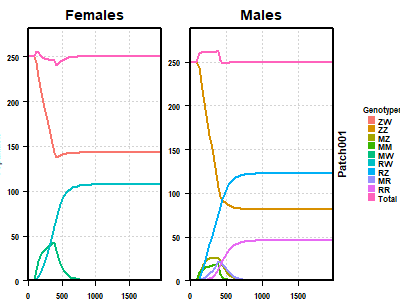 Females
Males
250
200
150
100
50
0
0
500
1000
1500
250
200
150
100
50
0
0
500
1000
1500
Patch001
Genotypes
ZW
ZZ
MZ
MM
MW
RW
RZ
MR
RR
Total